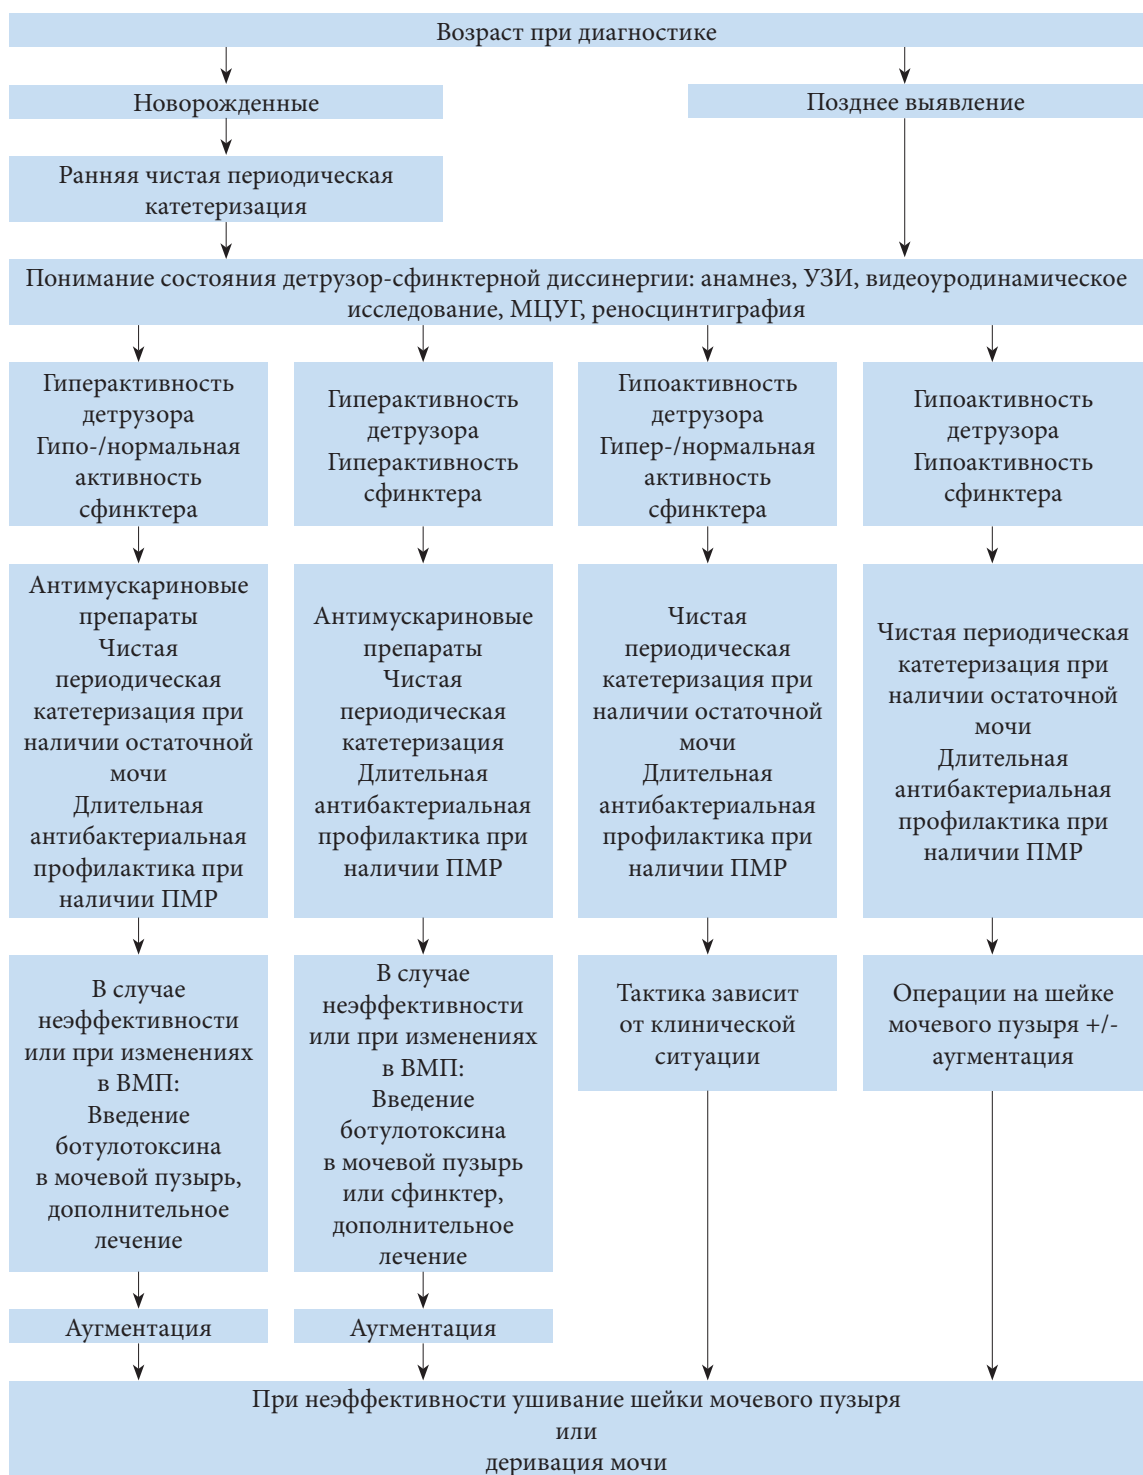 Возраст при диагностике
Новорожденные
Позднее выявление
Ранняя чистая периодическая
катетеризация
Понимание состояния детрузор-сфинктерной диссинергии: анамнез, УЗИ, видеоуродинамическое
исследование, МЦУГ, реносцинтиграфия
Гиперактивность
детрузора
Гипо-/нормальная
активность
сфинктера
Гиперактивность
детрузора
Гиперактивность
сфинктера
Гипоактивность
детрузора
Гипер-/нормальная
активность
сфинктера
Гипоактивность
детрузора
Гипоактивность
сфинктера
Антимускариновые
препараты
Чистая
периодическая
катетеризация при
наличии остаточной
мочи
Длительная
антибактериальная
профилактика при
наличии ПМР
Антимускариновые
препараты
Чистая
периодическая
катетеризация
Длительная
антибактериальная
профилактика при
наличии ПМР
Чистая
периодическая
катетеризация при
наличии остаточной
мочи
Длительная
антибактериальная
профилактика при
наличии ПМР
Чистая периодическая
катетеризация при
наличии остаточной
мочи
Длительная
антибактериальная
профилактика при
наличии ПМР
В случае
неэффективности
или при изменениях
в ВМП:
Введение
ботулотоксина
в мочевой пузырь,
дополнительное
лечение
В случае
неэффективности
или при изменениях
в ВМП:
Введение
ботулотоксина
в мочевой пузырь
или сфинктер,
дополнительное
лечение
Тактика зависит
от клинической
ситуации
Операции на шейке
мочевого пузыря +/-
аугментация
Аугментация
Аугментация
При неэффективности ушивание шейки мочевого пузыря
или
деривация мочи